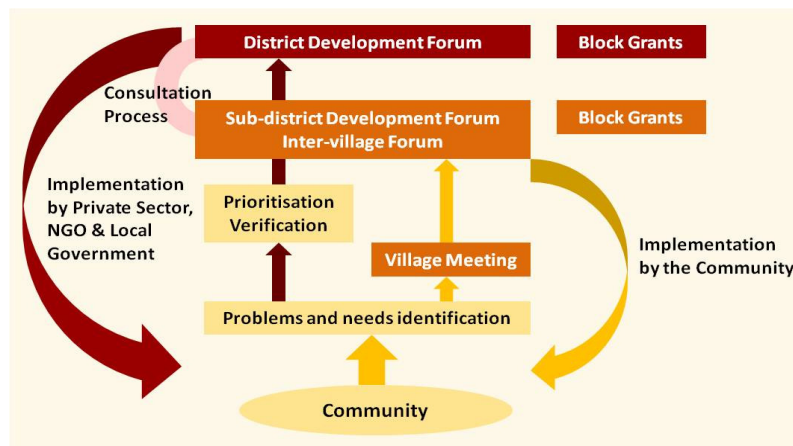 District Development Forum
Block Grants
Consultation
Process
Sub-district Development Forum
Inter-village Forum
Block Grants
Implementation
by Private Sector,
NGO & Local
Government
Prioritisation
Verification
Village Meeting
Implementation
by the Community
Problems and needs identification
Community